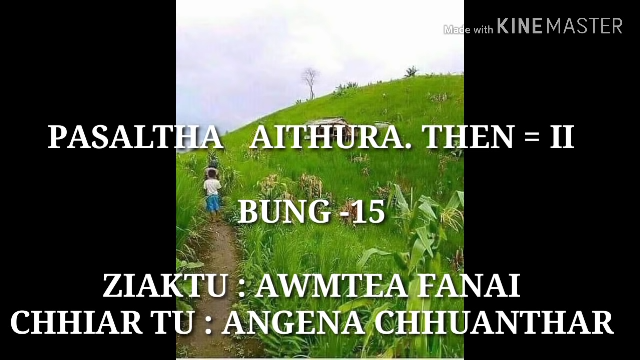 Made with KINEMASTER
PASALTHA AITHURA. THEN = II
BUNG -15
ZIAKTU : AWMTEA FANAI
CHHIAR TU : ANGENA CHHUANTHAR